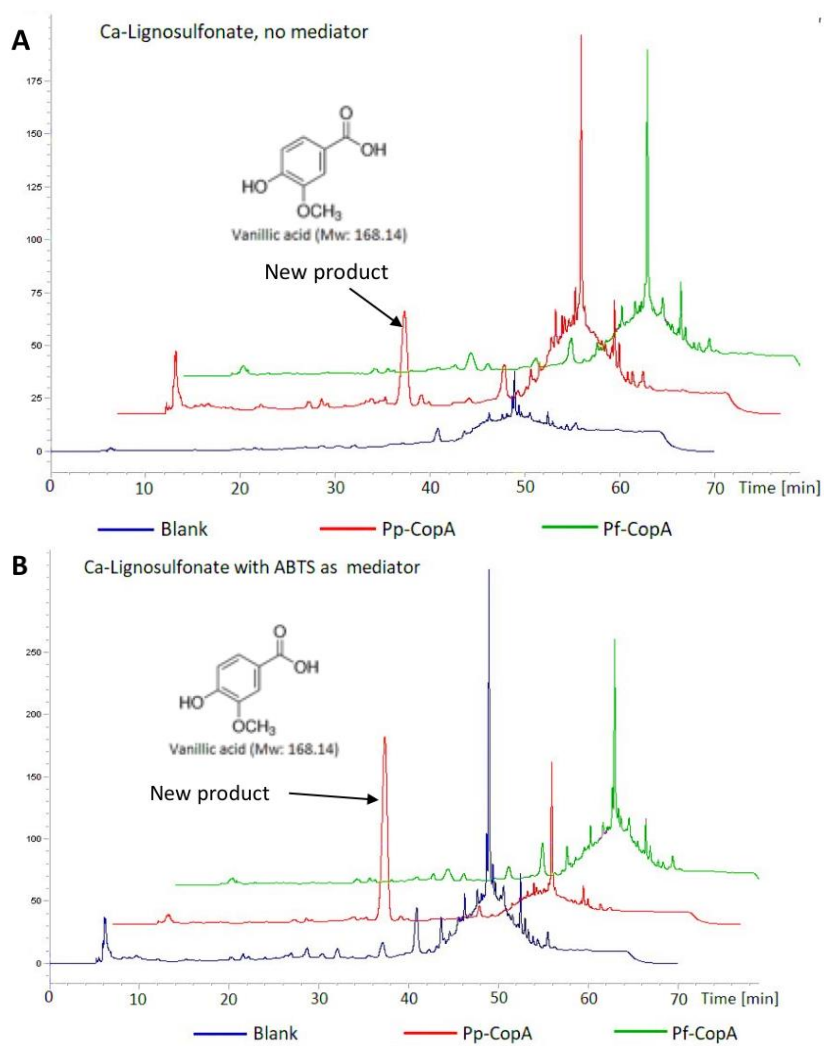 A
Ca-Lignosulfonate, no mediator
175
150
125
100
75
50
25
0
O
OH
HO
OCH3
Vanillic acid (Mw: 168.14)
New product
0 10 20 30 40 50 60 70 Time [min]
Blank Pp-CopA Pf-CopA
B
Ca-Lignosulfonate with ABTS as mediator
250
200
150
100
50
0
O
OH
HO
OCH3
Vanillic acid (Mw: 168.14)
New product
0 10 20 30 40 50 60 70 Time [min]
Blank Pp-CopA Pf-CopA